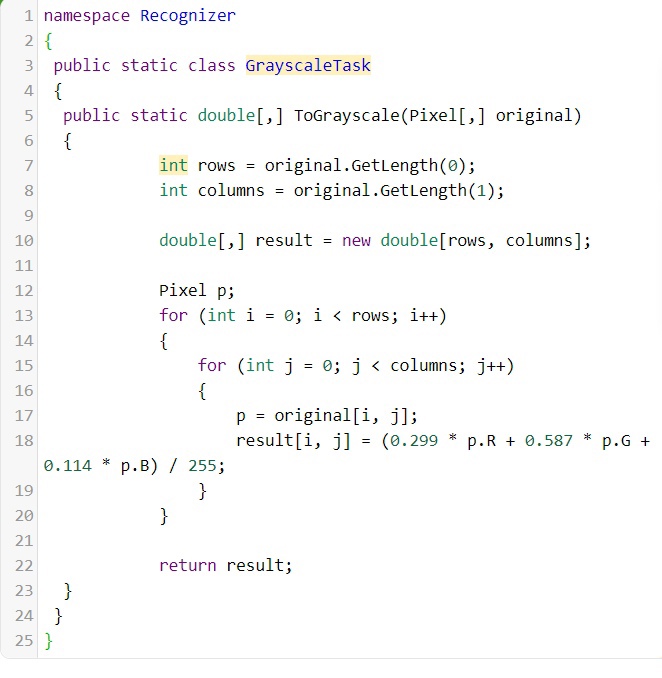 1 namespace Recognizer
2 {
3 public static class GrayscaleTask
4 {
5 public static double[,] ToGrayscale(Pixel[,] original)
6 {
7 int rows = original.GetLength(0);
8 int columns = original.GetLength(1);
9
10 double[,] result = new double[rows, columns];
11
12 Pixel p;
13 for (int i = 0; i < rows; i++)
14 {
15 for (int j = 0; j < columns; j++)
16 {
17 p = original[i, j];
18 result[i, j] = (0.299 * p.R + 0.587 * p.G +
0.114 * p.B) / 255;
19 }
20 }
21
22 return result;
23 }
24 }
25 }